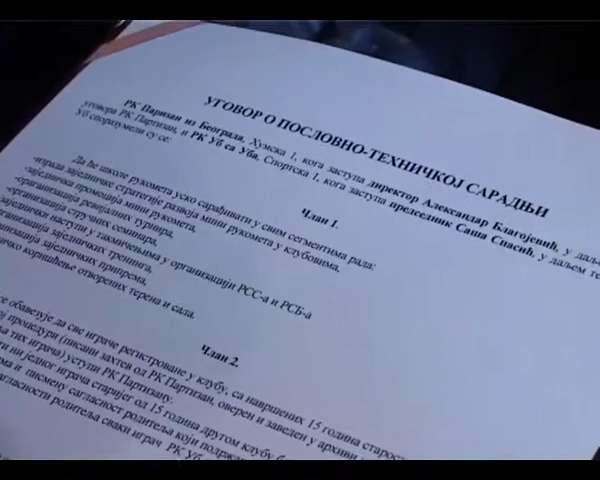 УГОВОР О ПОСЛОВНО-ТЕХНИЧКОЈ САРАДЊИ
РК Партизан из Београда, Хумска 1, кога заступа директор Александар Благојевић, у даљем
уговора РК Партизан, и РК Уб са Уба, Спортска 1, кога заступа председник Саша Спасић, у даљем
Уб споразумели су се:
Члан 1.
Да ће школе рукомета уско сарађивати у свим сегментима рада:
-израда заједничке стратегије развоја мини рукомета у клубовима,
-заједничка промоција мини рукомета,
-организација ревијалних турнира,
организација стручних семинара,
заједнички наступи у такмичењима у организацији РСС-а и РСБ-а
организација заједничких тренинга,
заједничких припрема,
коришћење отворених терена и сала.
Члан 2.
се обавезује да све играче регистроване у клубу, са навршених 15 година
процедури (писани захтев од РК Партизан, оверен и заведен у архиви
тих играча) уступи РК Партизану.
ни једног играча старијег од 15 година другом клубу
и писмену сагласност родитеља који
сагласности родитеља сваки играч РК Уб